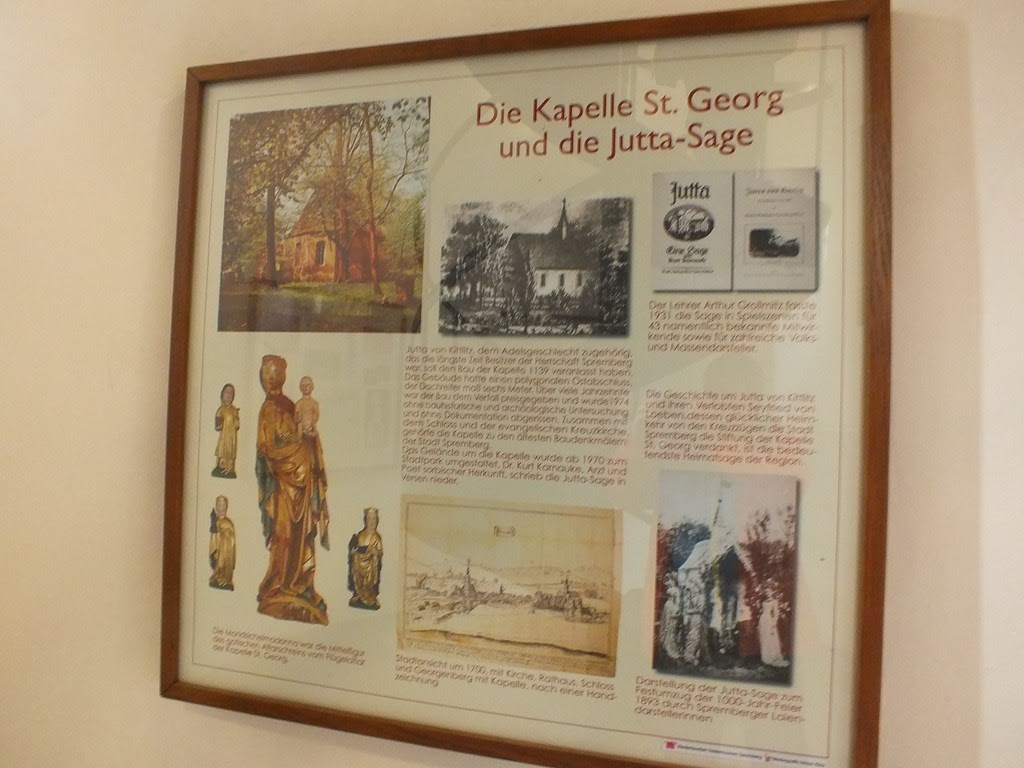 Die Kapelle St. Georg
und die Jutta-Sage
Jutta
Eine Sage
Der Lehrer Arthur Großmitz fasste
1931 die Sage in Spielszenen für
43 namentlich bekannte Mitwir-
kende sowie für zahlreiche Volks-
und Massendarsteller.
Jutta von Kittlitz, dem Adelsgeschlecht zugehörig,
das die längste Zeit Besitzer der Herrschaft Spremberg
war, soll den Bau der Kapelle 1139 veranlasst haben.
Das Gebäude hatte einen polygonalen Ostabschluss,
der Dachreiter maß sechs Meter. Über viele Jahrzehnte
war der Bau dem Verfall preisgegeben und wurde 1974
ohne bauhistorische und archäologische Untersuchung
und ohne Dokumentation abgerissen. Zusammen mit
dem Schloss und der evangelischen Kreuzkirche
gehörte die Kapelle zu den ältesten Baudenkmälern
der Stadt Spremberg.
Das Gelände um die Kapelle wurde ab 1970 zum
Stadtpark umgestaltet. Dr. Kurt Karnauke, Arzt und
Poet sorbischer Herkunft, schrieb die Jutta-Sage in
Versen nieder.
Die Geschichte um Jutta von Kittlitz
und ihren Verlobten Seyfried von
Loeben, dessen glücklicher Heim-
kehr von den Kreuzzügen die Stadt
Spremberg die Stiftung der Kapelle
St. Georg verdankt, ist die bedeu-
tendste Heimatsage der Region.
Die Mondsichelmadonna war die Mittelfigur
des gotischen Altarschreins vom Flügelaltar
der Kapelle St. Georg.
Stadtansicht um 1700, mit Kirche, Rathaus, Schloss
und Georgenberg mit Kapelle, nach einer Hand-
zeichnung
Darstellung der Jutta-Sage zum
Festumzug der 1000-Jahr-Feier
1893 durch Spremberger Laien-
darstellerinnen